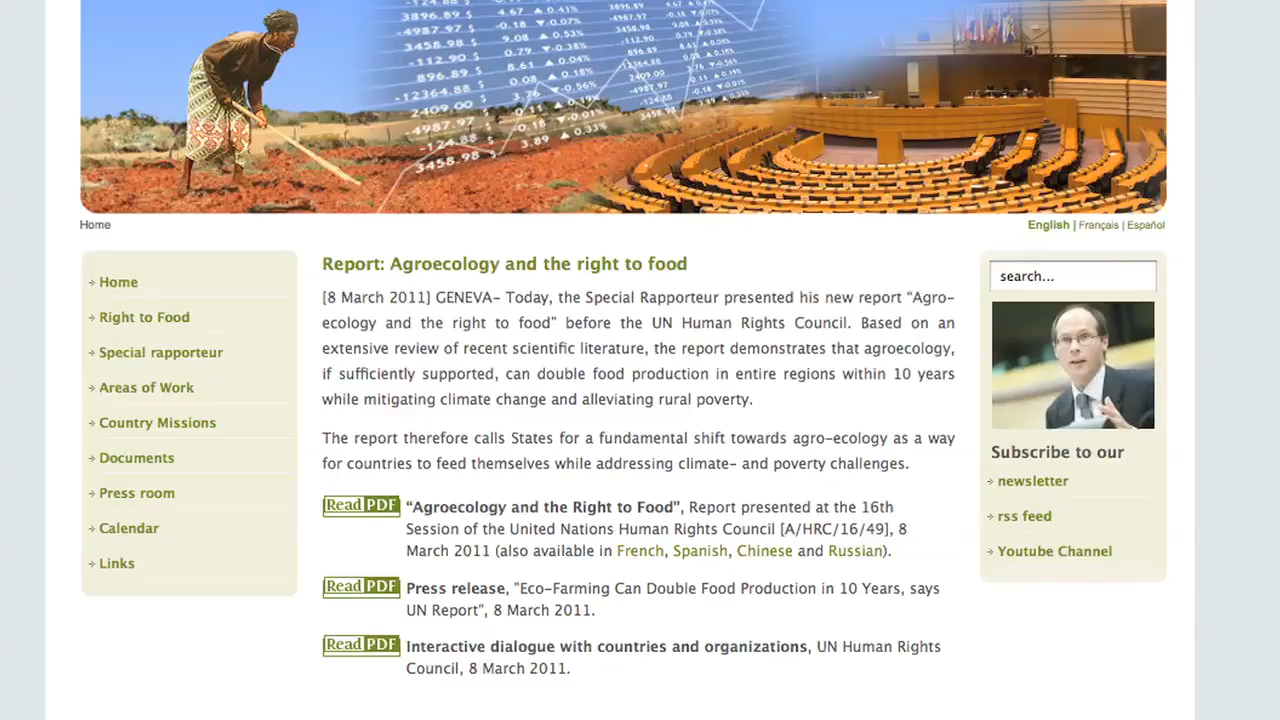 Home
English | Français | Español
Home
Right to Food
Special rapporteur
Areas of Work
Country Missions
Documents
Press room
Calendar
Links
Report: Agroecology and the right to food
[8 March 2011] GENEVA– Today, the Special Rapporteur presented his new report “Agro-
ecology and the right to food” before the UN Human Rights Council. Based on an
extensive review of recent scientific literature, the report demonstrates that agroecology,
if sufficiently supported, can double food production in entire regions within 10 years
while mitigating climate change and alleviating rural poverty.
The report therefore calls States for a fundamental shift towards agro-ecology as a way
for countries to feed themselves while addressing climate- and poverty challenges.
Read PDF “Agroecology and the Right to Food”, Report presented at the 16th
Session of the United Nations Human Rights Council [A/HRC/16/49], 8
March 2011 (also available in French, Spanish, Chinese and Russian).
Read PDF Press release, "Eco-Farming Can Double Food Production in 10 Years, says
UN Report", 8 March 2011.
Read PDF Interactive dialogue with countries and organizations, UN Human Rights
Council, 8 March 2011.
search...
Subscribe to our
newsletter
rss feed
Youtube Channel